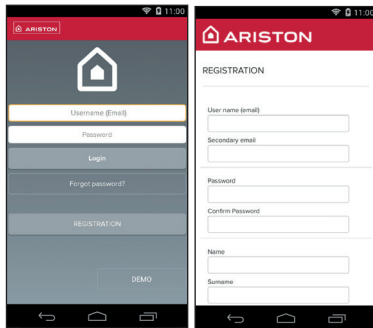 11:00
ARISTON
Username (Email)
Password
Login
Forgot password?
REGISTRATION
DEMO
11:00
ARISTON
REGISTRATION
User name (email)
Secondary email
Password
Confirm Password
Name
Surname